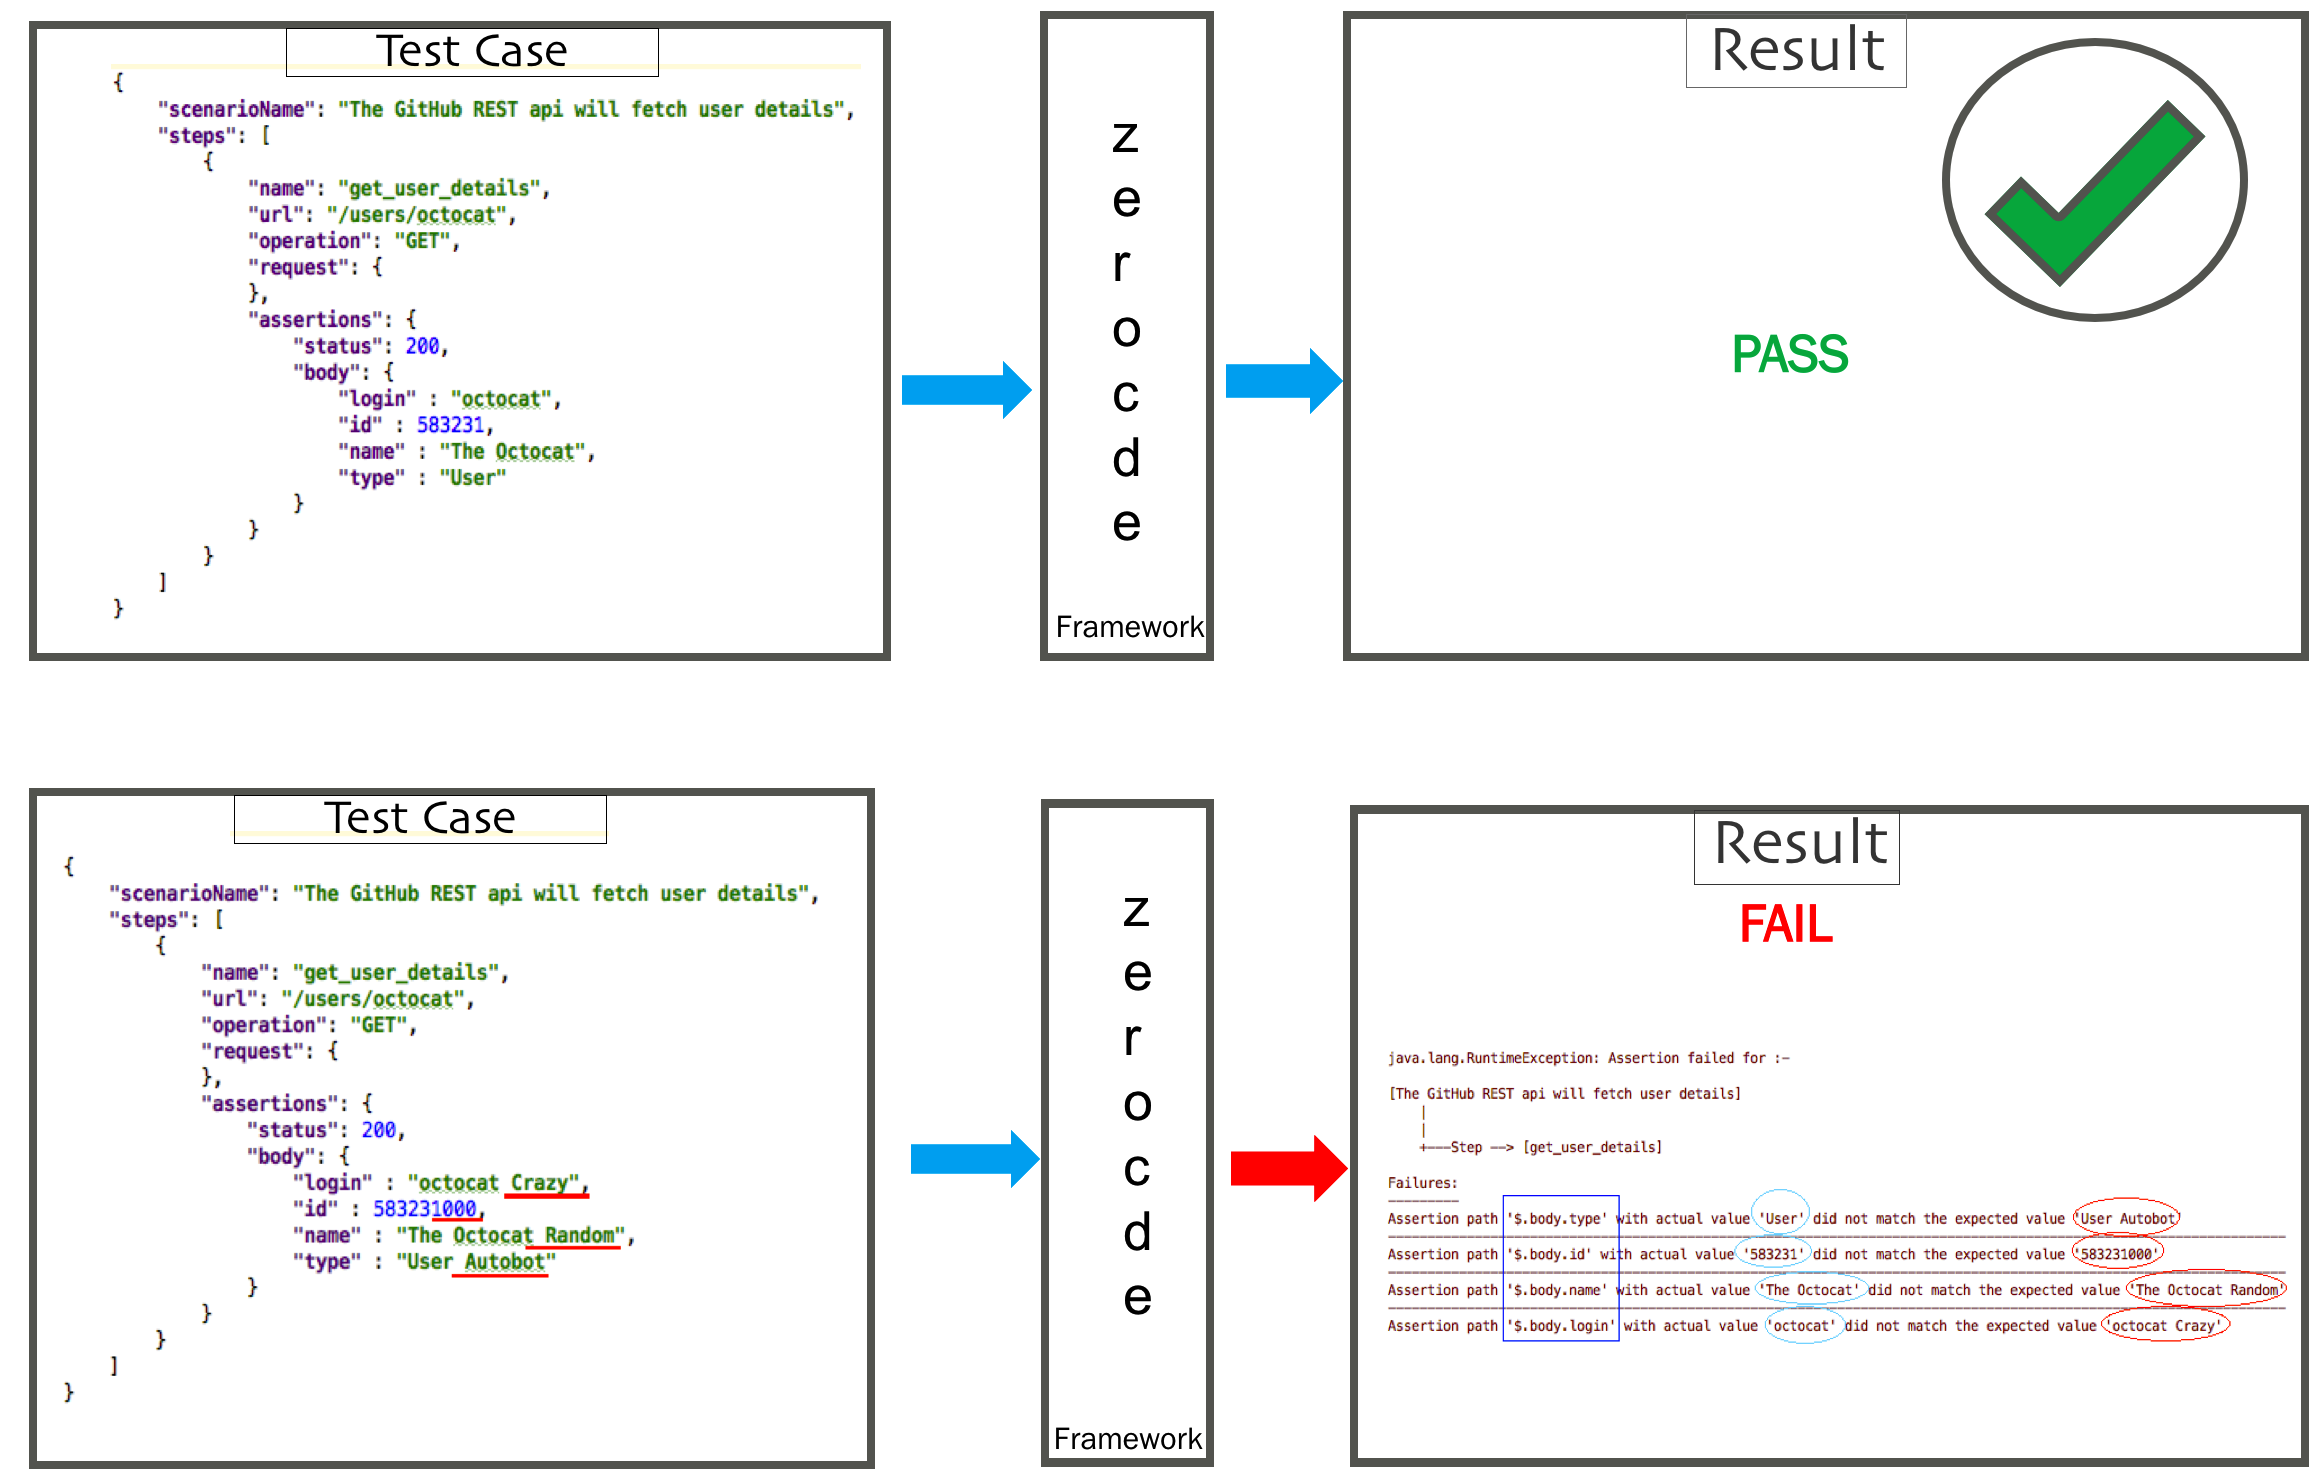 Test Case
{
"scenarioName": "The GitHub REST api will fetch user details",
"steps": [
{
"name": "get_user_details",
"url": "/users/octocat",
"operation": "GET",
"request": {
},
"assertions": {
"status": 200,
"body": {
"login" : "octocat",
"id" : 583231,
"name" : "The Octocat",
"type" : "User"
}
}
}
]
}
z
e
r
o
c
d
e
Framework
Result
PASS
Test Case
{
"scenarioName": "The GitHub REST api will fetch user details",
"steps": [
{
"name": "get_user_details",
"url": "/users/octocat",
"operation": "GET",
"request": {
},
"assertions": {
"status": 200,
"body": {
"login" : "octocat Crazy",
"id" : 583231000,
"name" : "The Octocat Random",
"type" : "User Autobot"
}
}
}
]
}
z
e
r
o
c
d
e
Framework
Result
FAIL
java.lang.RuntimeException: Assertion failed for :-
[The GitHub REST api will fetch user details]
|
|
+---Step --> [get_user_details]
Failures:
---------
Assertion path '$.body.type' with actual value 'User' did not match the expected value 'User Autobot'
Assertion path '$.body.id' with actual value '583231' did not match the expected value '583231000'
Assertion path '$.body.name' with actual value 'The Octocat' did not match the expected value 'The Octocat Random'
Assertion path '$.body.login' with actual value 'octocat' did not match the expected value 'octocat Crazy'